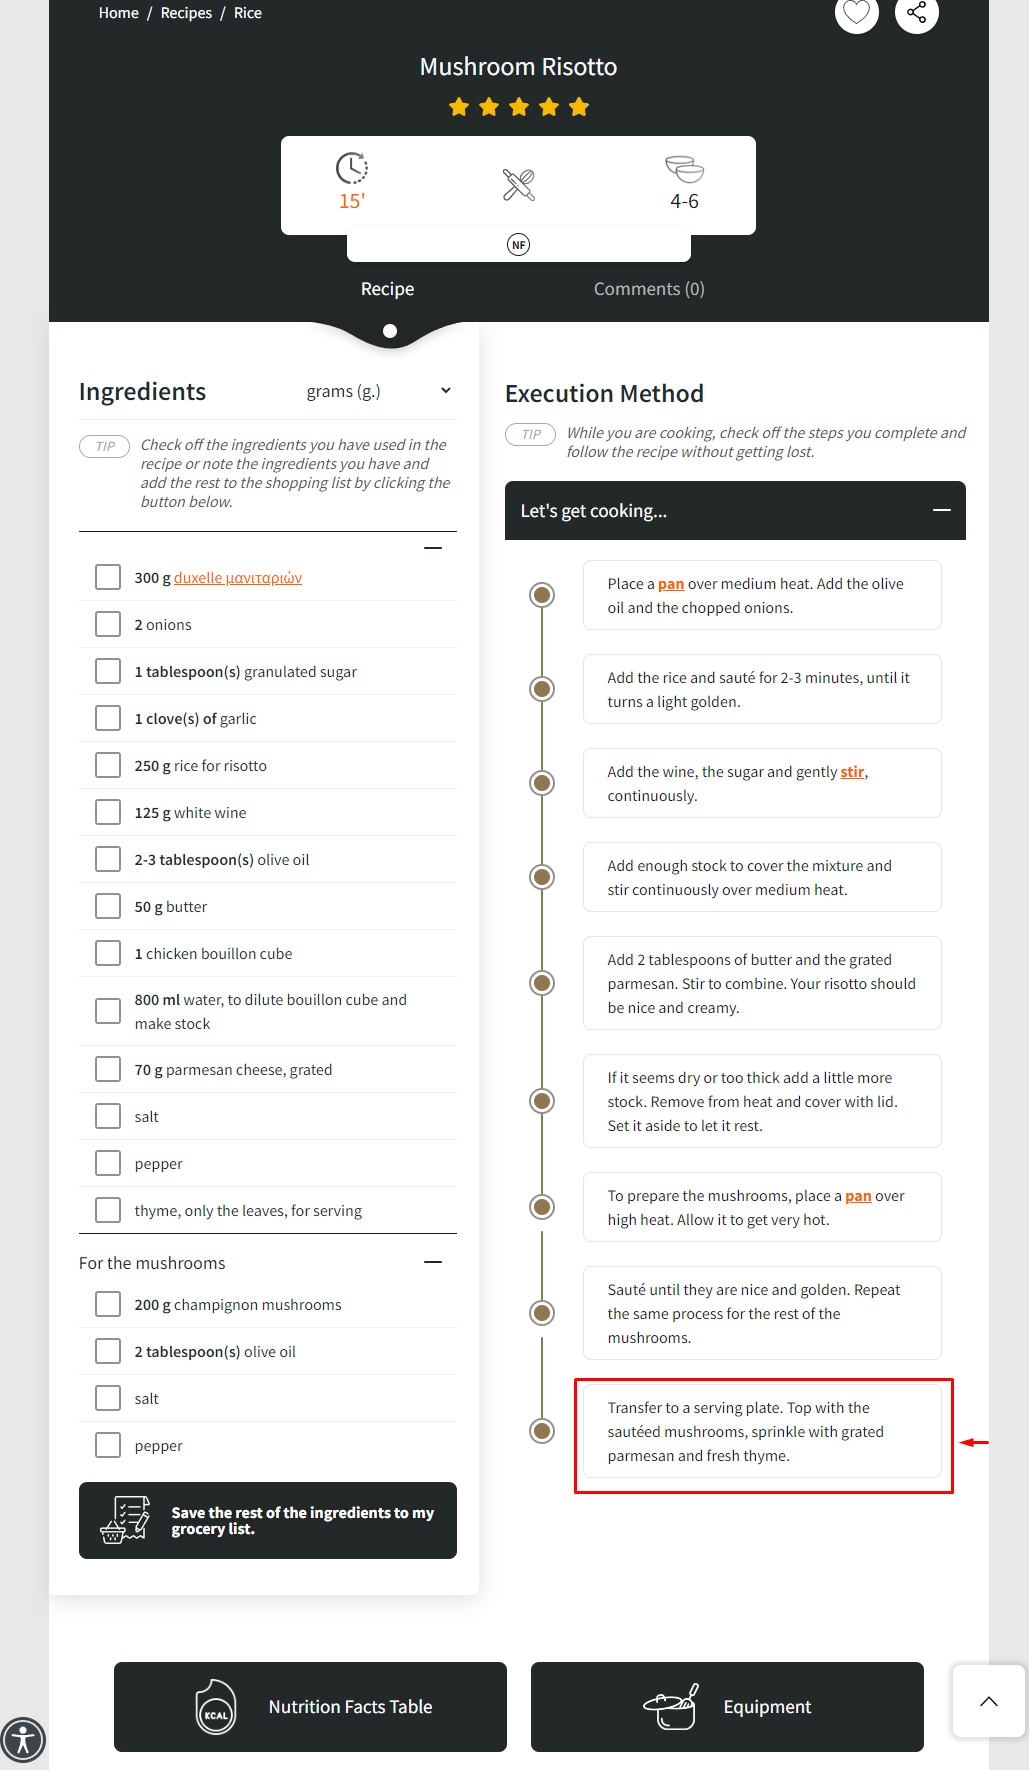 Home / Recipes / Rice
Mushroom Risotto
15'
4-6
NF
Recipe
Comments (0)
Ingredients
grams (g.)
TIP
Check off the ingredients you have used in the
recipe or note the ingredients you have and
add the rest to the shopping list by clicking the
button below.
300 g duxelle μανιταριών
2 onions
1 tablespoon(s) granulated sugar
1 clove(s) of garlic
250 g rice for risotto
125 g white wine
2-3 tablespoon(s) olive oil
50 g butter
1 chicken bouillon cube
800 ml water, to dilute bouillon cube and
make stock
70 g parmesan cheese, grated
salt
pepper
thyme, only the leaves, for serving
For the mushrooms
200 g champignon mushrooms
2 tablespoon(s) olive oil
salt
pepper
Save the rest of the ingredients to my
grocery list.
Execution Method
TIP
While you are cooking, check off the steps you complete and
follow the recipe without getting lost.
Let's get cooking...
Place a pan over medium heat. Add the olive
oil and the chopped onions.
Add the rice and sauté for 2-3 minutes, until it
turns a light golden.
Add the wine, the sugar and gently stir,
continuously.
Add enough stock to cover the mixture and
stir continuously over medium heat.
Add 2 tablespoons of butter and the grated
parmesan. Stir to combine. Your risotto should
be nice and creamy.
If it seems dry or too thick add a little more
stock. Remove from heat and cover with lid.
Set it aside to let it rest.
To prepare the mushrooms, place a pan over
high heat. Allow it to get very hot.
Sauté until they are nice and golden. Repeat
the same process for the rest of the
mushrooms.
Transfer to a serving plate. Top with the
sautéed mushrooms, sprinkle with grated
parmesan and fresh thyme.
KCAL
Nutrition Facts Table
Equipment